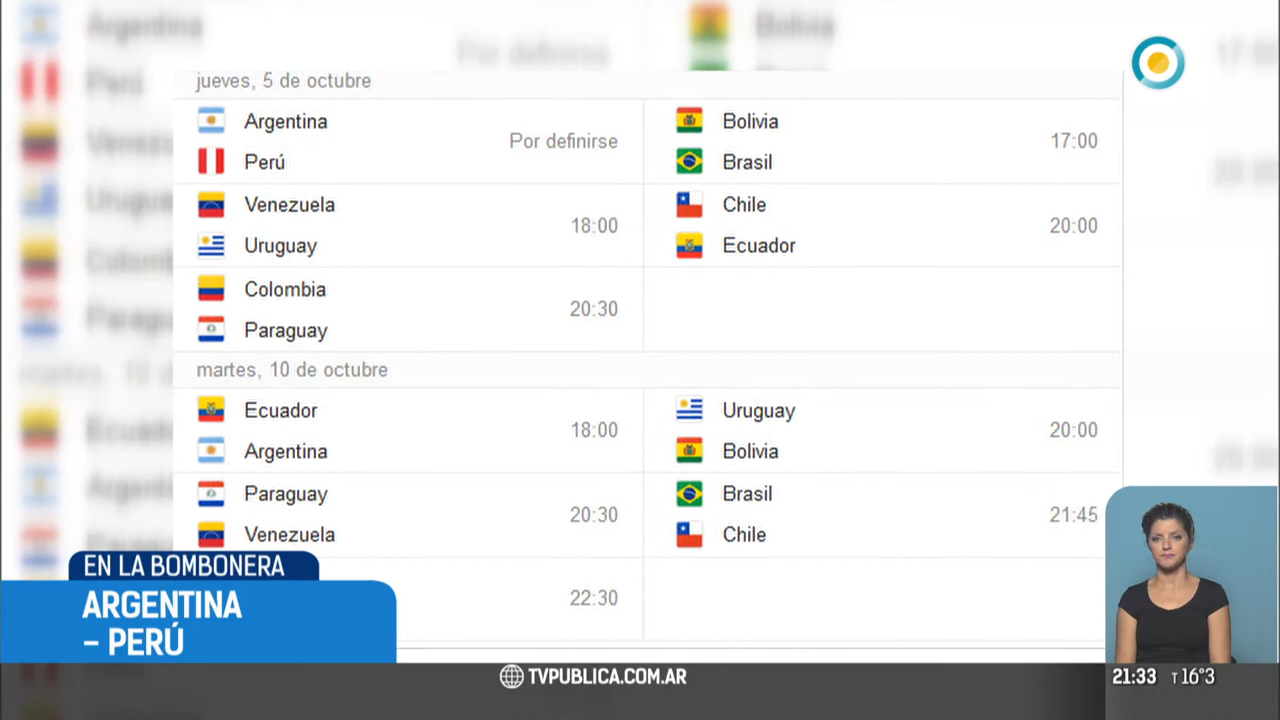 jueves, 5 de octubre
Argentina
Perú
Por definirse
Bolivia
Brasil
17:00
Venezuela
Uruguay
18:00
Chile
Ecuador
20:00
Colombia
Paraguay
20:30
martes, 10 de octubre
Ecuador
Argentina
18:00
Uruguay
Bolivia
20:00
Paraguay
Venezuela
20:30
Brasil
Chile
21:45
22:30
EN LA BOMBONERA
ARGENTINA
– PERÚ
TVPUBLICA.COM.AR
21:33 T 16°3